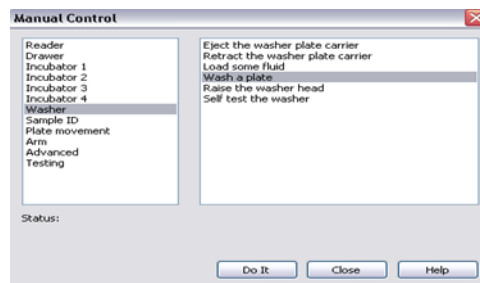 Manual Control
Reader
Drawer
Incubator 1
Incubator 2
Incubator 3
Incubator 4
Washer
Sample ID
Plate movement
Arm
Advanced
Testing
Eject the washer plate carrier
Retract the washer plate carrier
Load some fluid
Wash a plate
Raise the washer head
Self test the washer
Status:
Do It
Close
Help